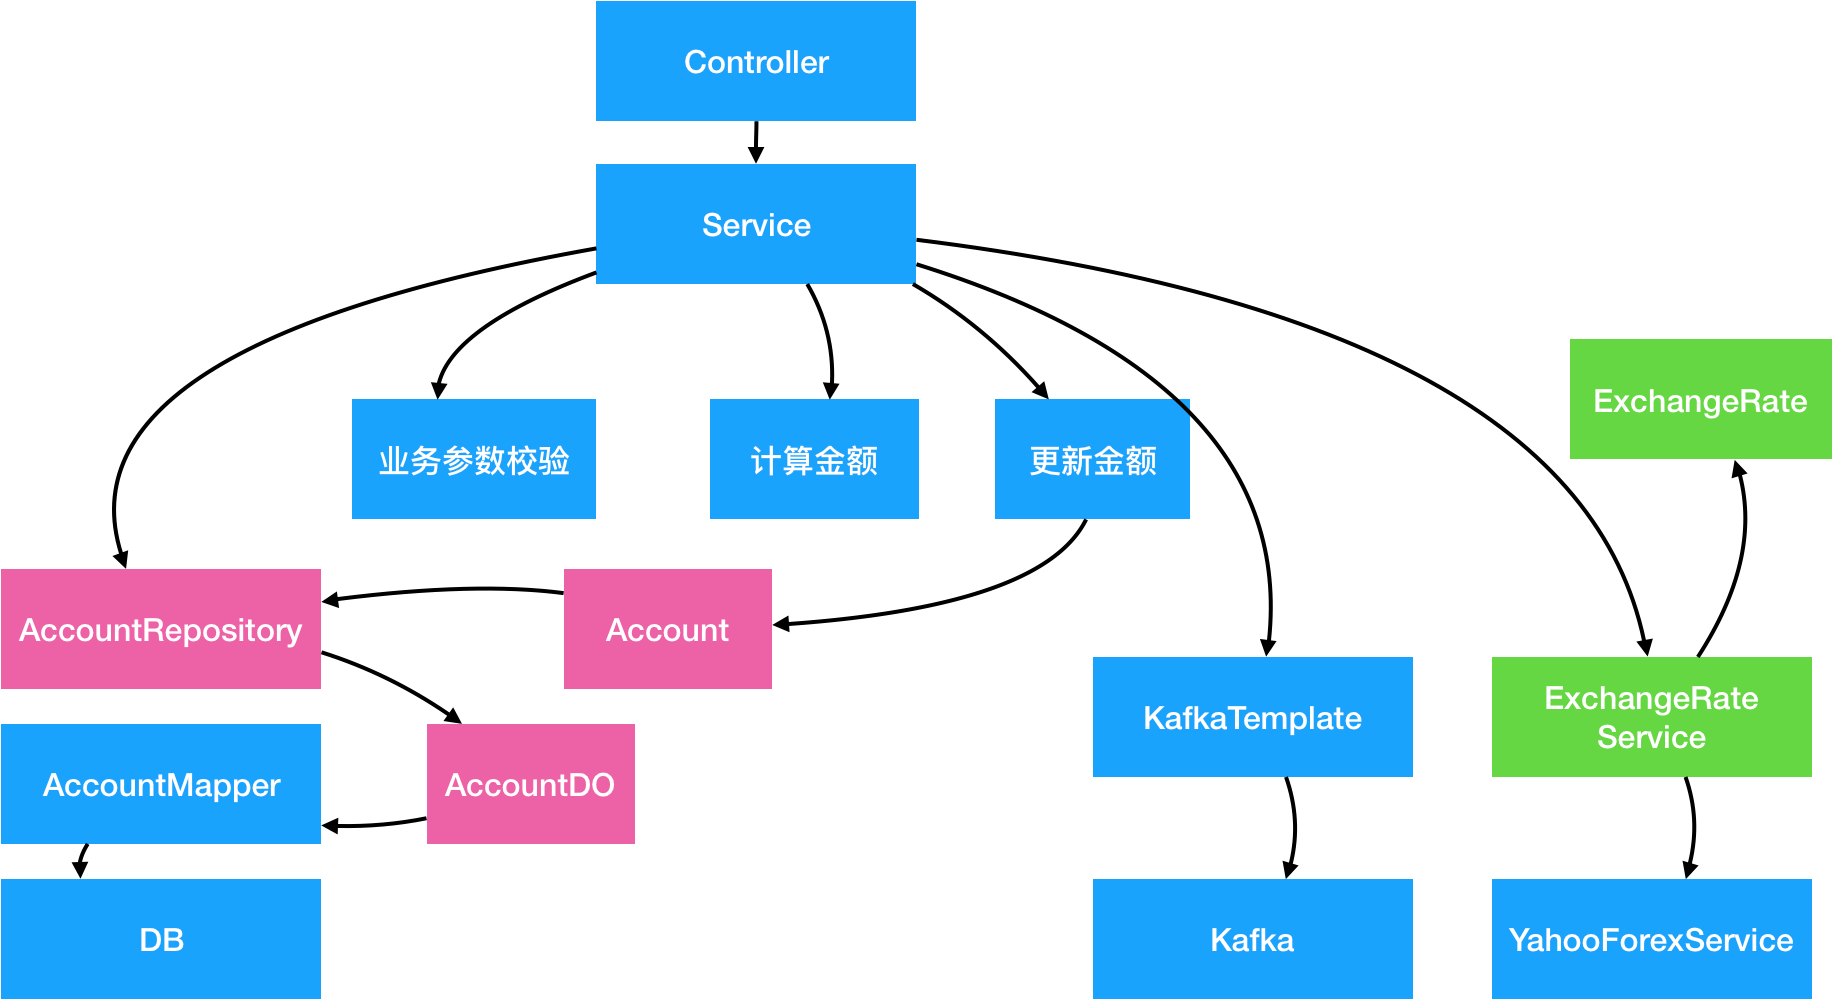 Controller
Service
ExchangeRate
业务参数校验
计算金额
更新金额
AccountRepository
Account
KafkaTemplate
ExchangeRate
Service
AccountMapper
AccountDO
DB
Kafka
YahooForexService